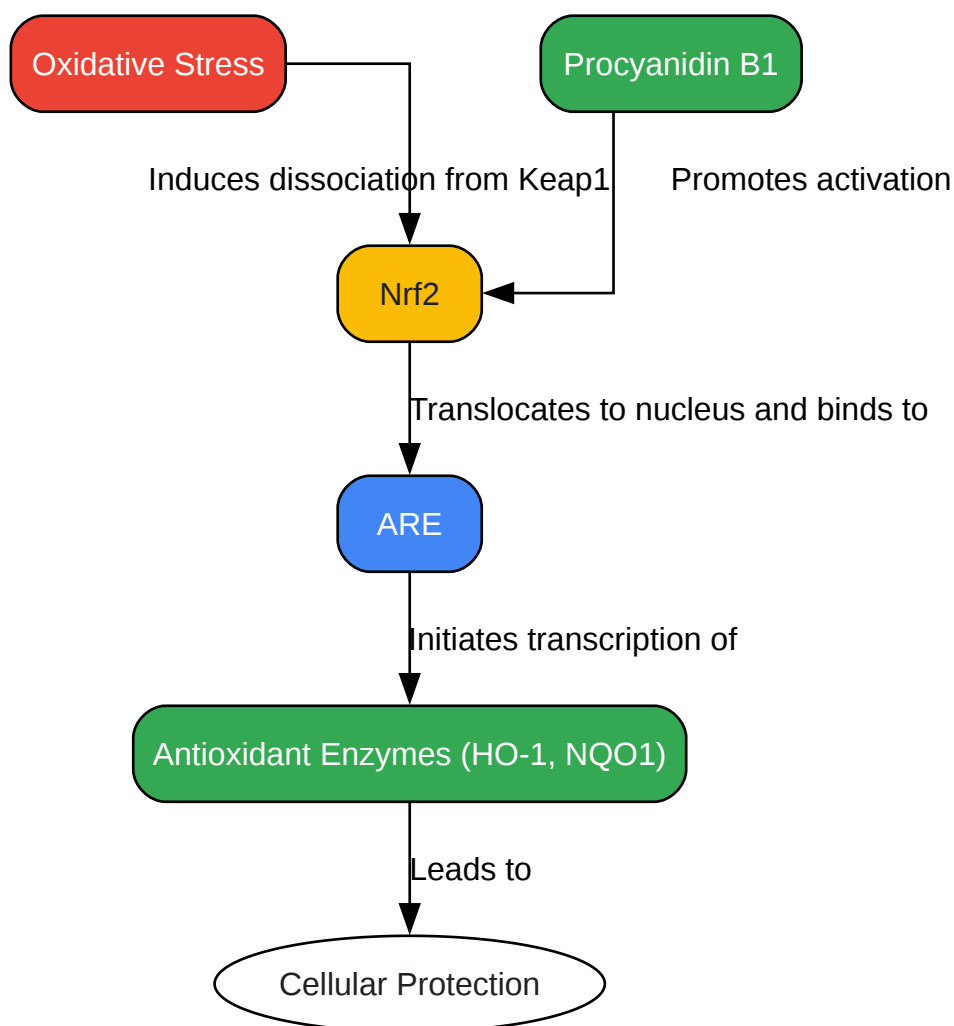 Oxidative Stress
Procyanidin B1
Induces dissociation from Keap1
Promotes activation
Nrf2
Translocates to nucleus and binds to
ARE
Initiates transcription of
Antioxidant Enzymes (HO-1, NQO1)
Leads to
Cellular Protection